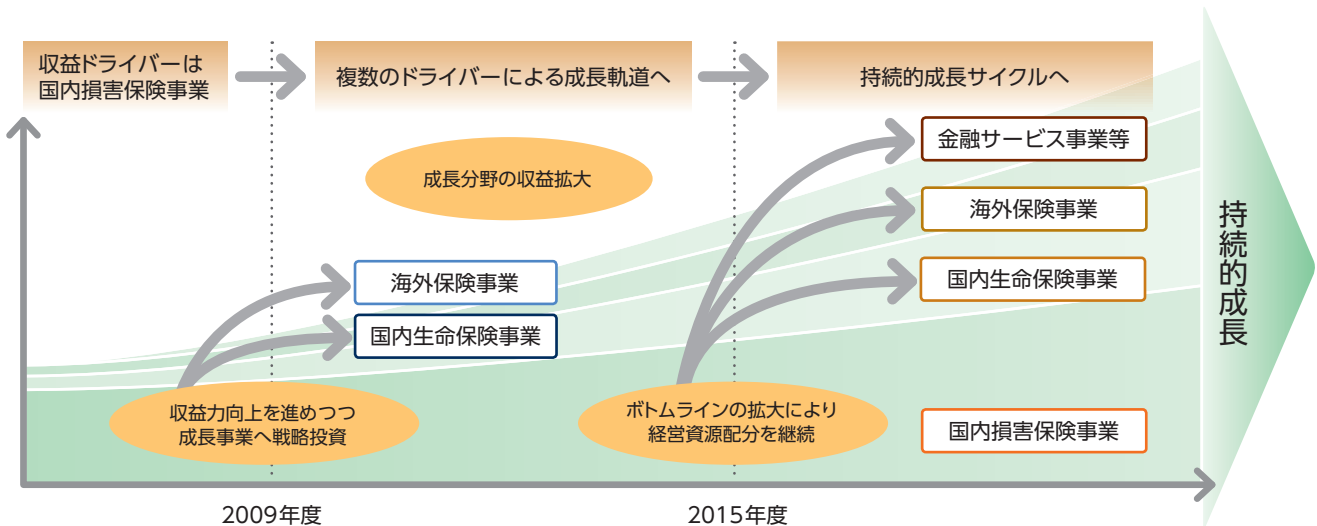 収益ドライバーは
国内損害保険事業
複数のドライバーによる成長軌道へ
持続的成長サイクルへ
成長分野の収益拡大
金融サービス事業等
海外保険事業
国内生命保険事業
海外保険事業
国内生命保険事業
収益力向上を進めつつ
成長事業へ戦略投資
ボトムラインの拡大により
経営資源配分を継続
国内損害保険事業
持続的成長
2009年度
2015年度